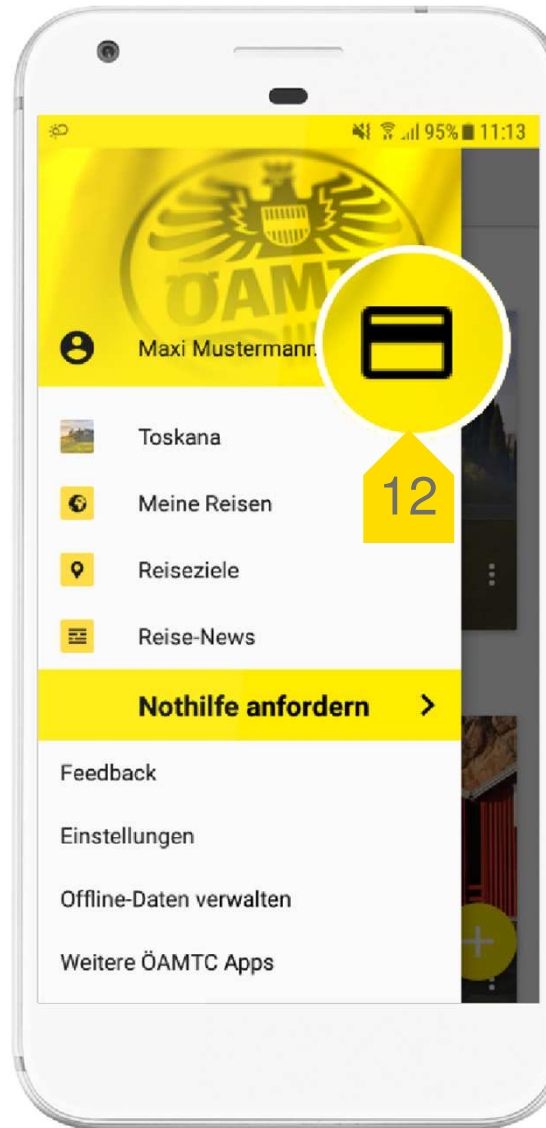 95% 11:13
ÖAMTC
Maxi Mustermann
Toskana
12
Meine Reisen
Reiseziele
Reise-News
Nothilfe anfordern
Feedback
Einstellungen
Offline-Daten verwalten
Weitere ÖAMTC Apps